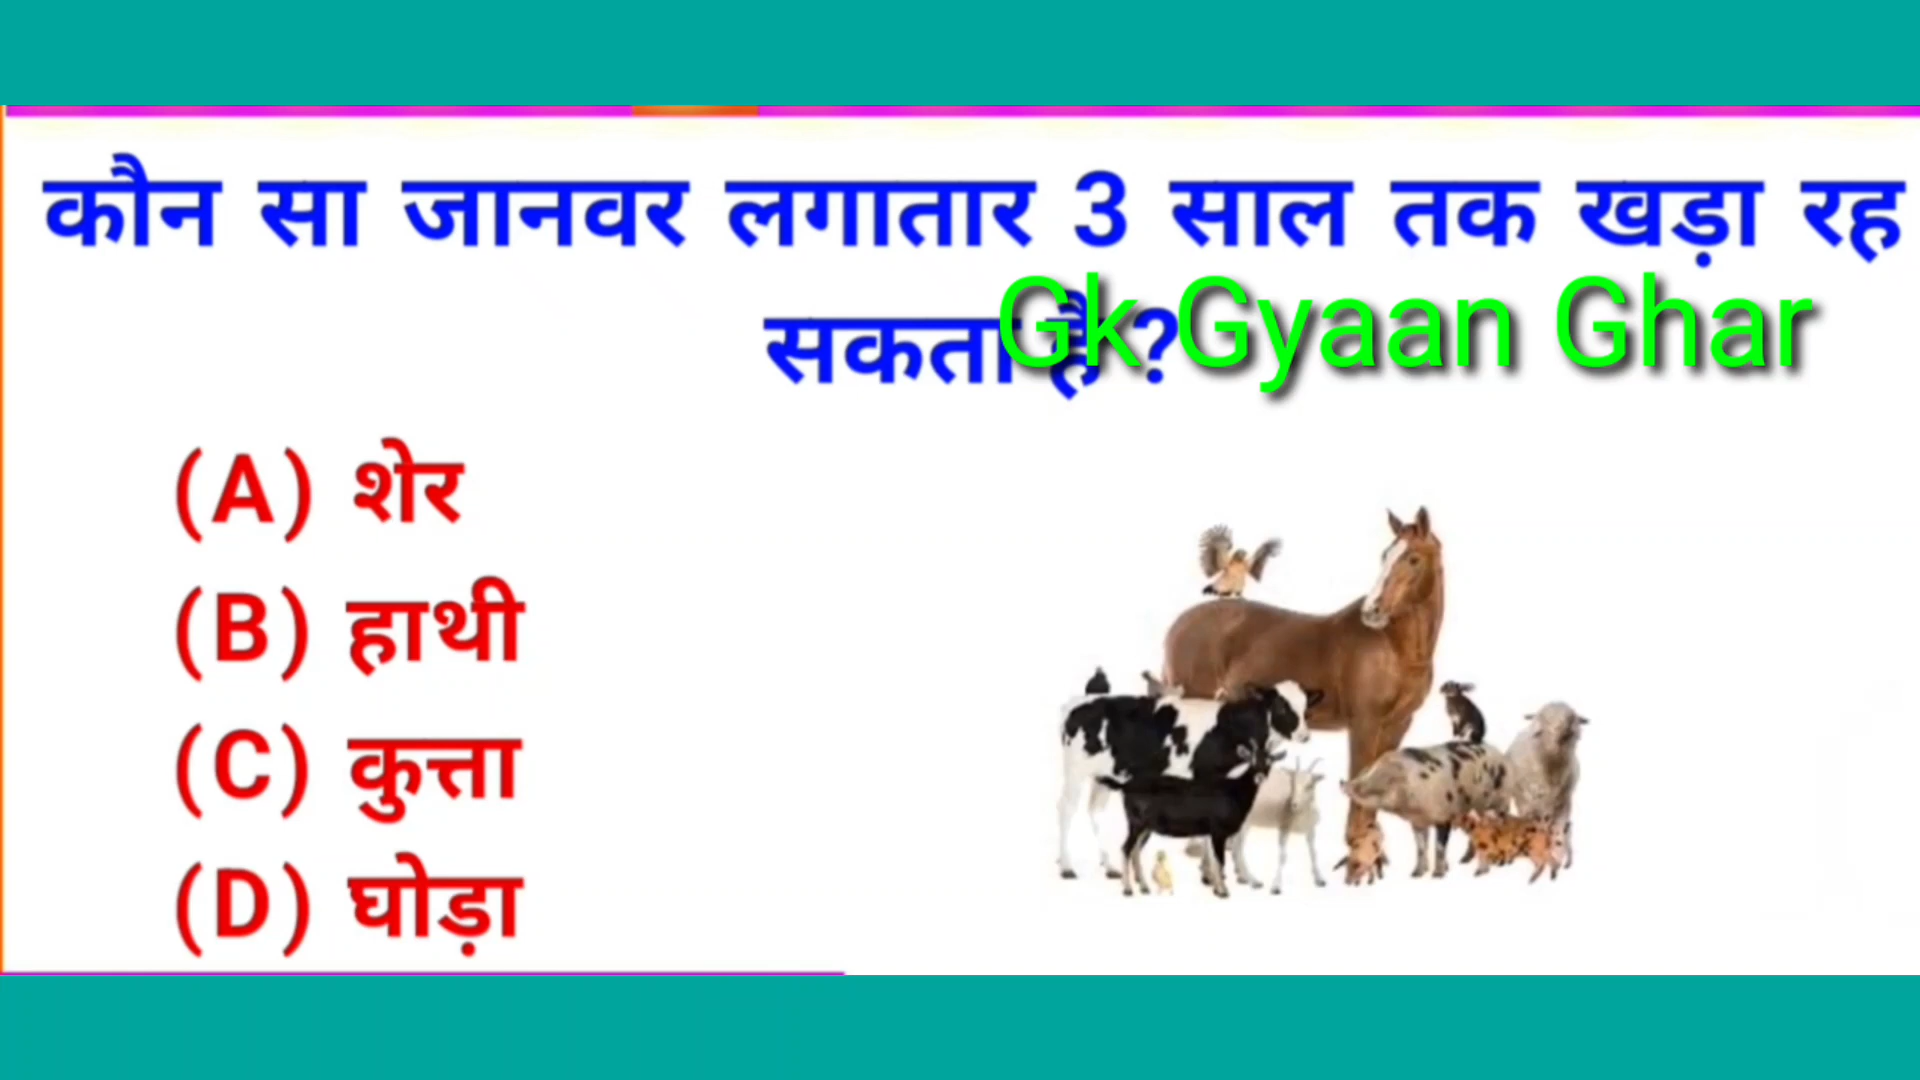 कौन सा जानवर लगातार 3 साल तक खड़ा रह
सकता है ?
Gk Gyaan Ghar
(A) शेर
(B) हाथी
(C) कुत्ता
(D) घोड़ा